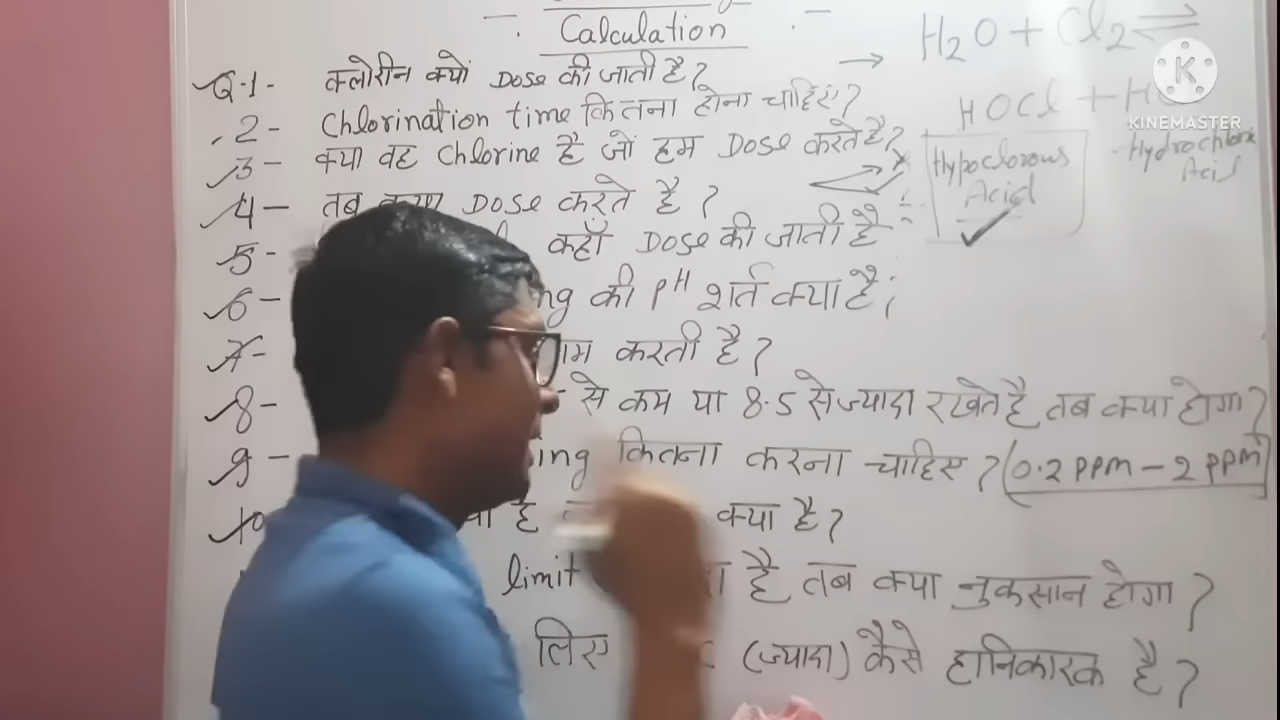 Calculation
H₂O + Cl₂ ⇌
Q-1- क्लोरीन क्यों Dose की जाती है? →
HOCl + H
Hypoclorous Acid
Hydrochloric Acid
2- Chlorination time कितना होना चाहिए?
3- क्या वह Chlorine है जो हम Dose करते है?
4- तब क्या Dose करते है ?
5- कहाँ Dose की जाती है
6- ng की pH शर्त क्या है;
7- काम करती है ?
8- से कम या 8.5 से ज्यादा रखते है, तब क्या होगा?
9- ing कितना करना चाहिए ? (0.2 PPm - 2 PPm)
10 है क्या है?
limit है तब क्या नुकसान होगा ?
लिए (ज्यादा) कैसे हानिकारक है ?
K
KINEMASTER